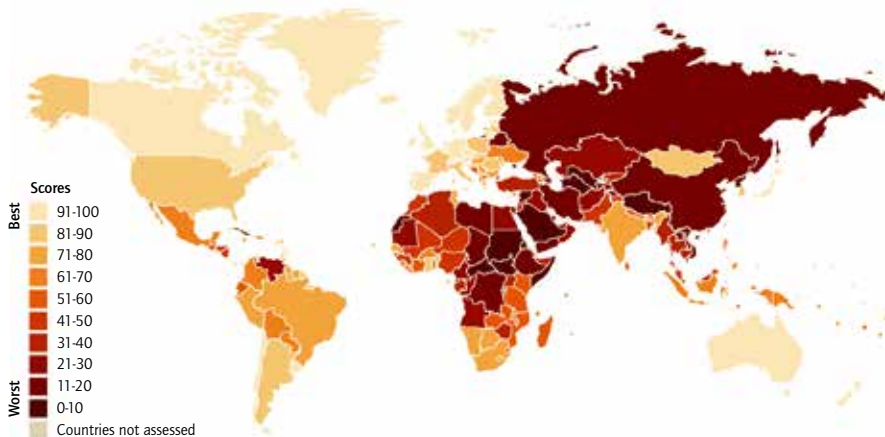 Scores
Best
91-100
81-90
71-80
61-70
51-60
41-50
31-40
21-30
11-20
0-10
Worst
Countries not assessed